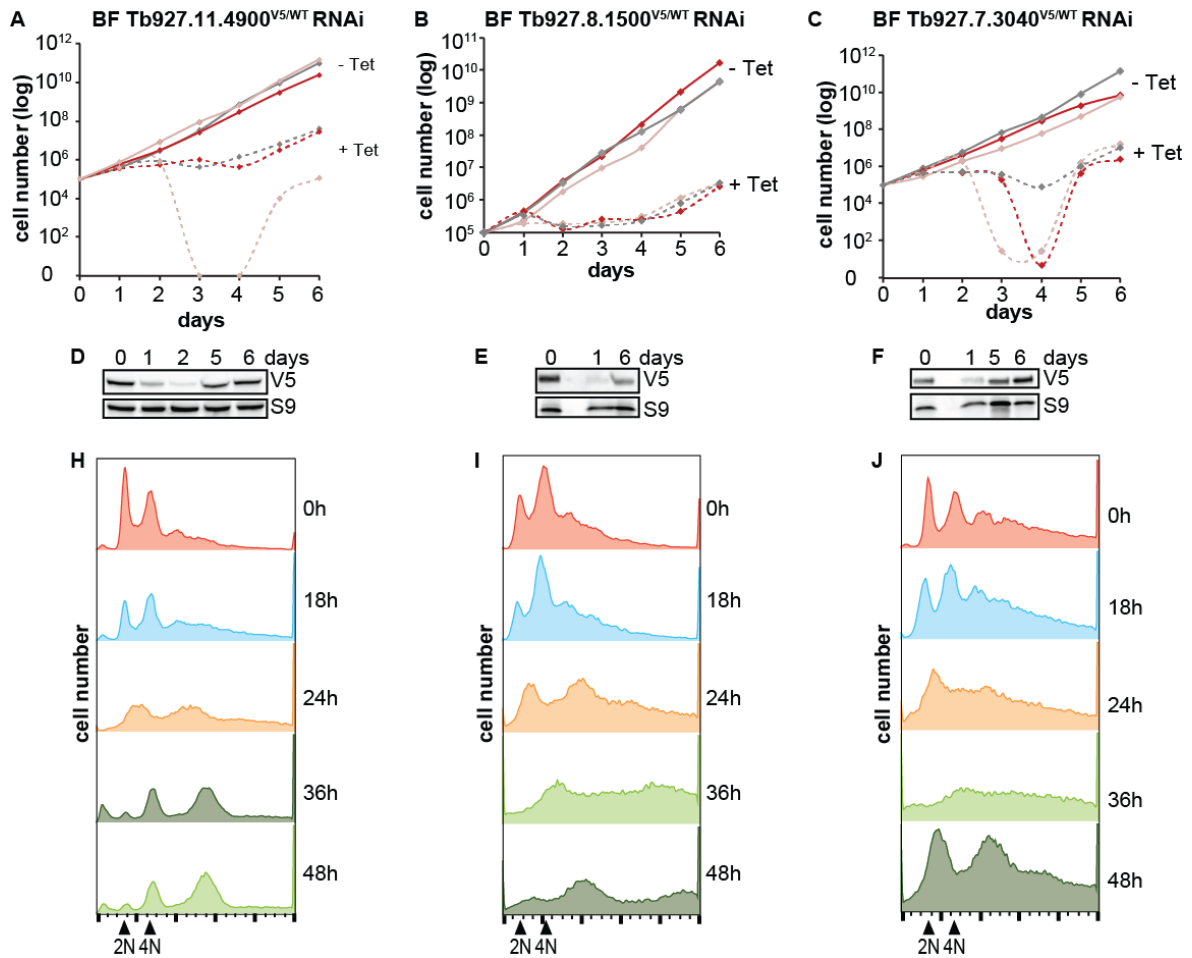 A BF Tb927.11.4900V5/WT RNAi
cell number (log)
10¹²
10¹⁰
10⁸
10⁶
10⁴
10²
0
0 1 2 3 4 5 6
days
- Tet
+ Tet
B BF Tb927.8.1500V5/WT RNAi
cell number (log)
10¹¹
10¹⁰
10⁹
10⁸
10⁷
10⁶
10⁵
0 1 2 3 4 5 6
days
- Tet
+ Tet
C BF Tb927.7.3040V5/WT RNAi
cell number (log)
10¹²
10¹⁰
10⁸
10⁶
10⁴
10²
0
0 1 2 3 4 5 6
days
- Tet
+ Tet
D 0 1 2 5 6 days
V5
S9
E 0 1 6 days
V5
S9
F 0 1 5 6 days
V5
S9
H
cell number
0h
18h
24h
36h
48h
2N 4N
I
cell number
0h
18h
24h
36h
48h
2N 4N
J
cell number
0h
18h
24h
36h
48h
2N 4N